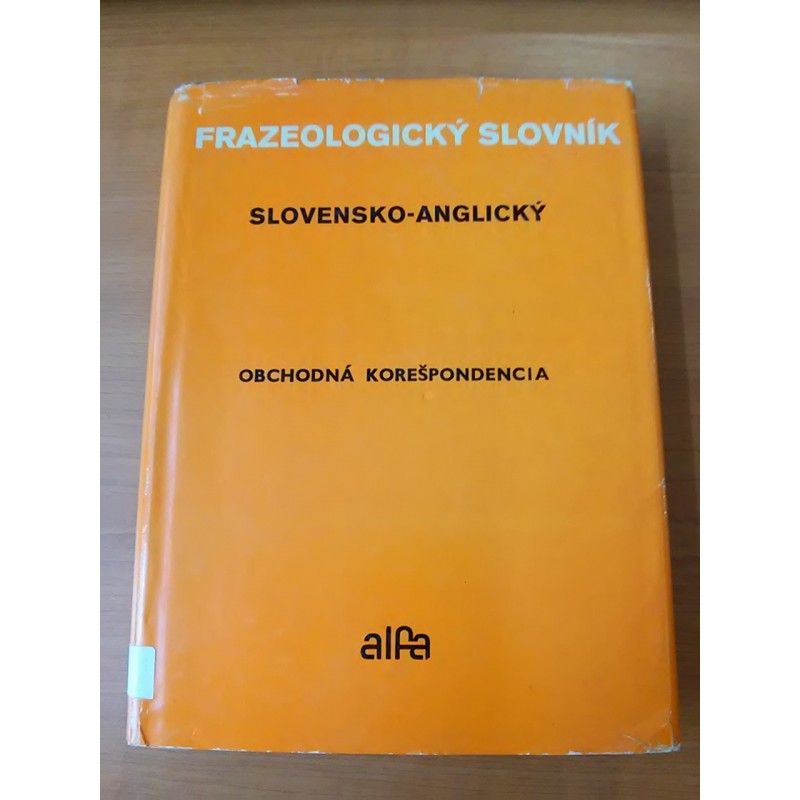 FRAZEOLOGICKÝ SLOVNÍK
SLOVENSKO-ANGLICKÝ
OBCHODNÁ KOREŠPONDENCIA
alfa